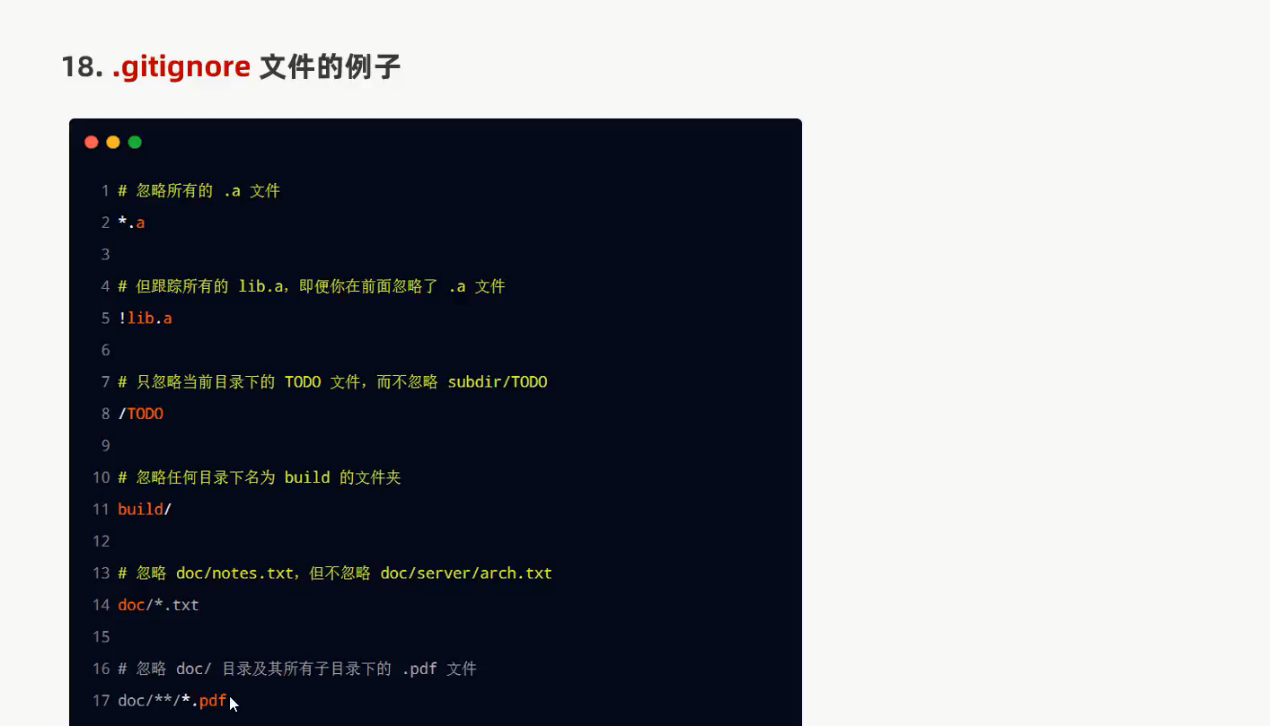 18. .gitignore 文件的例子
1 # 忽略所有的 .a 文件
2 *.a
3
4 # 但跟踪所有的 lib.a，即便你在前面忽略了 .a 文件
5 !lib.a
6
7 # 只忽略当前目录下的 TODO 文件，而不忽略 subdir/TODO
8 /TODO
9
10 # 忽略任何目录下名为 build 的文件夹
11 build/
12
13 # 忽略 doc/notes.txt，但不忽略 doc/server/arch.txt
14 doc/*.txt
15
16 # 忽略 doc/ 目录及其所有子目录下的 .pdf 文件
17 doc/**/*.pdf